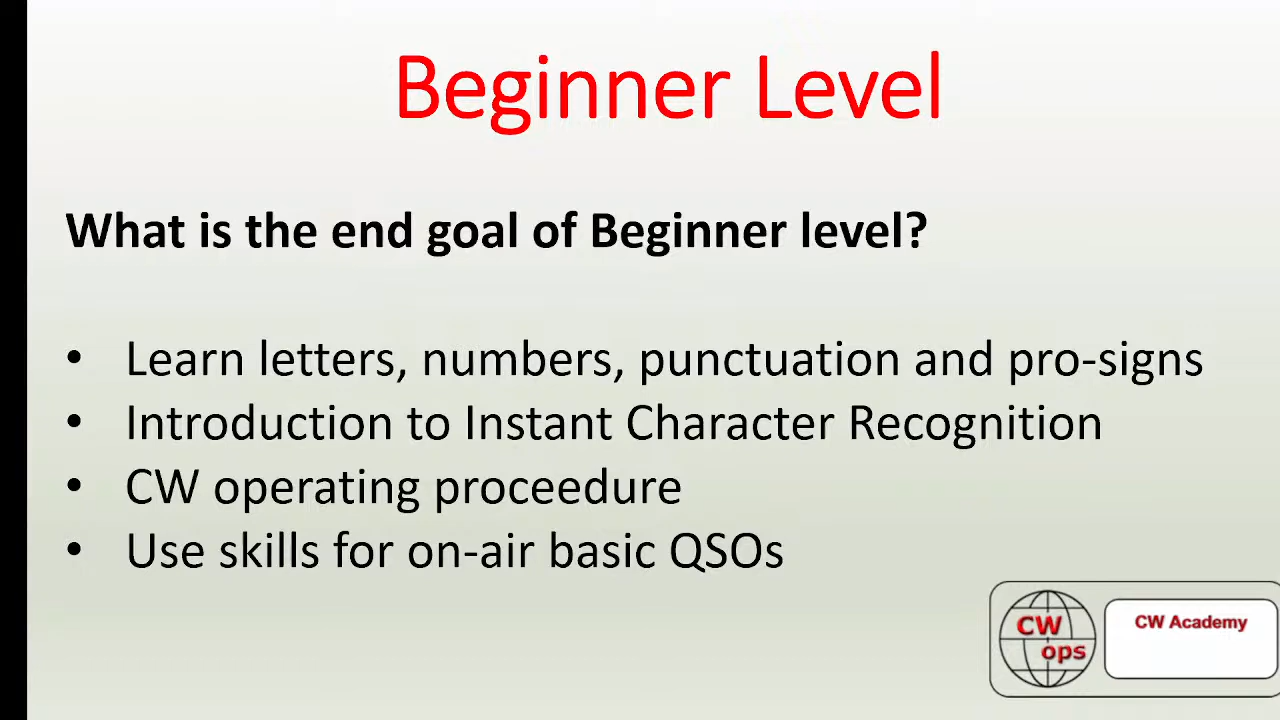 Beginner Level
What is the end goal of Beginner level?
• Learn letters, numbers, punctuation and pro-signs
• Introduction to Instant Character Recognition
• CW operating proceedure
• Use skills for on-air basic QSOs
CW
ops
CW Academy